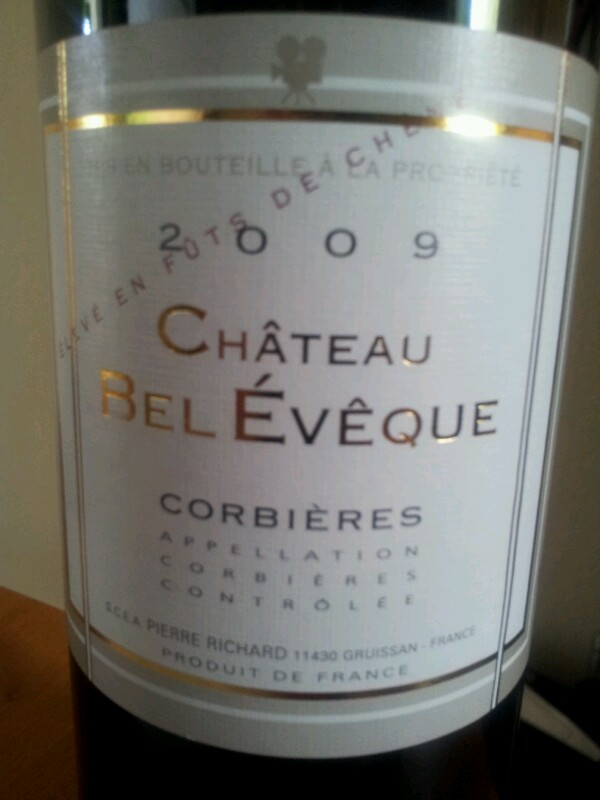 MIS EN BOUTEILLE À LA PROPRIÉTÉ
ÉLEVÉ EN FÛTS DE CHÊNE
2009
CHÂTEAU
BEL ÉVÊQUE
CORBIÈRES
APPELLATION
CORBIÈRES
CONTRÔLÉE
S.C.E.A. PIERRE RICHARD 11430 GRUISSAN - FRANCE
PRODUIT DE FRANCE